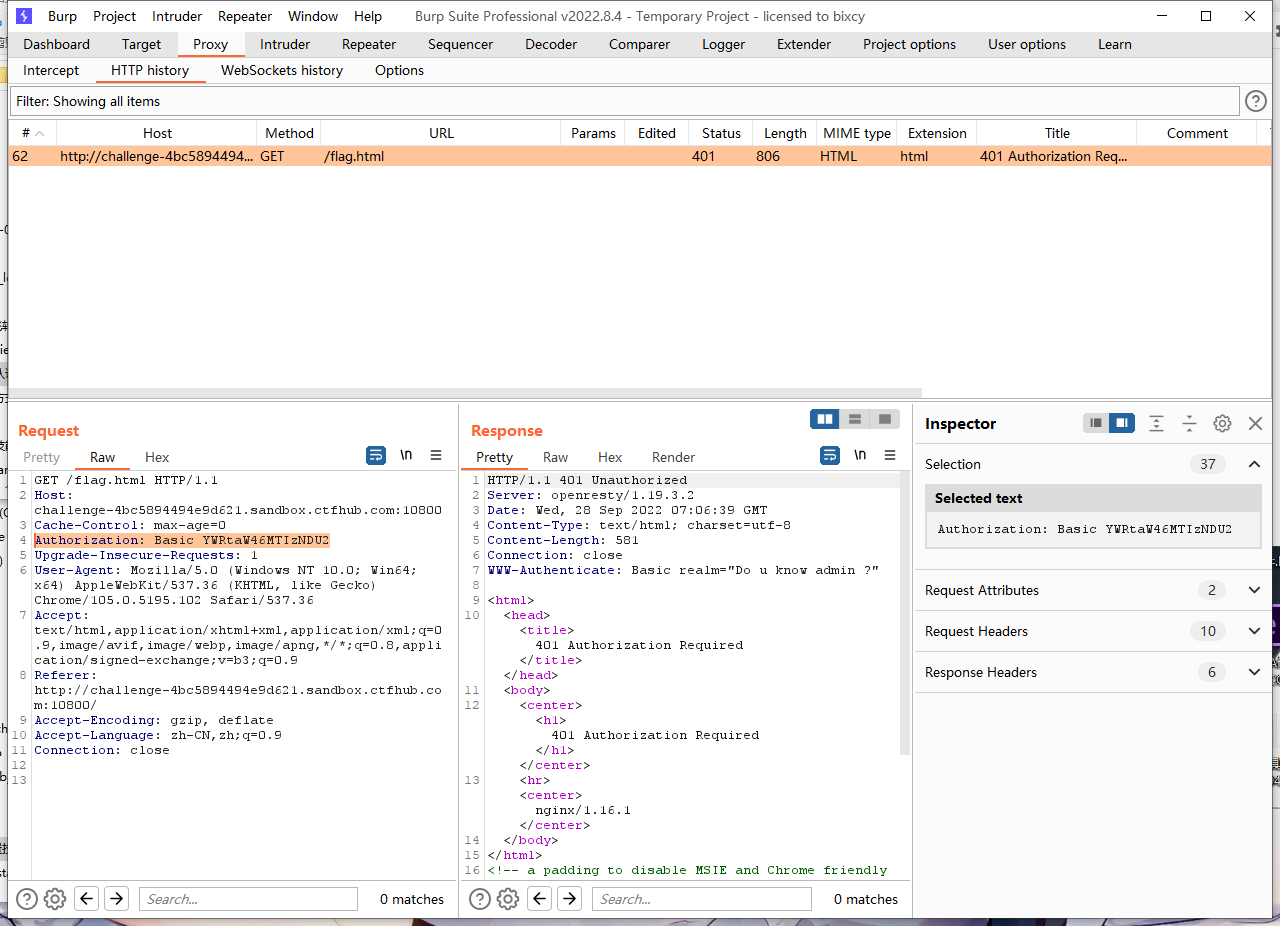 Burp Project Intruder Repeater Window Help Burp Suite Professional v2022.8.4 - Temporary Project - licensed to bixcy
Dashboard Target Proxy Intruder Repeater Sequencer Decoder Comparer Logger Extender Project options User options Learn
Intercept HTTP history WebSockets history Options
Filter: Showing all items
# Host Method URL Params Edited Status Length MIME type Extension Title Comment
62 http://challenge-4bc5894494... GET /flag.html 401 806 HTML html 401 Authorization Req...
Request
Pretty Raw Hex
\n
1 GET /flag.html HTTP/1.1
2 Host:
challenge-4bc5894494e9d621.sandbox.ctfhub.com:10800
3 Cache-Control: max-age=0
4 Authorization: Basic YWRtaW46MTIzNDU2
5 Upgrade-Insecure-Requests: 1
6 User-Agent: Mozilla/5.0 (Windows NT 10.0; Win64;
x64) AppleWebKit/537.36 (KHTML, like Gecko)
Chrome/105.0.5195.102 Safari/537.36
7 Accept:
text/html,application/xhtml+xml,application/xml;q=0
.9,image/avif,image/webp,image/apng,*/*;q=0.8,appli
cation/signed-exchange;v=b3;q=0.9
8 Referer:
http://challenge-4bc5894494e9d621.sandbox.ctfhub.co
m:10800/
9 Accept-Encoding: gzip, deflate
10 Accept-Language: zh-CN,zh;q=0.9
11 Connection: close
12
13
Search...
0 matches
Response
Pretty Raw Hex Render
\n
1 HTTP/1.1 401 Unauthorized
2 Server: openresty/1.19.3.2
3 Date: Wed, 28 Sep 2022 07:06:39 GMT
4 Content-Type: text/html; charset=utf-8
5 Content-Length: 581
6 Connection: close
7 WWW-Authenticate: Basic realm="Do u know admin ?"
8
9 <html>
10 <head>
<title>
401 Authorization Required
</title>
</head>
11 <body>
12 <center>
<h1>
401 Authorization Required
</h1>
</center>
13 <hr>
<center>
nginx/1.16.1
</center>
14 </body>
15 </html>
16 <!-- a padding to disable MSIE and Chrome friendly
Search...
0 matches
Inspector
Selection 37
Selected text
Authorization: Basic YWRtaW46MTIzNDU2
Request Attributes 2
Request Headers 10
Response Headers 6